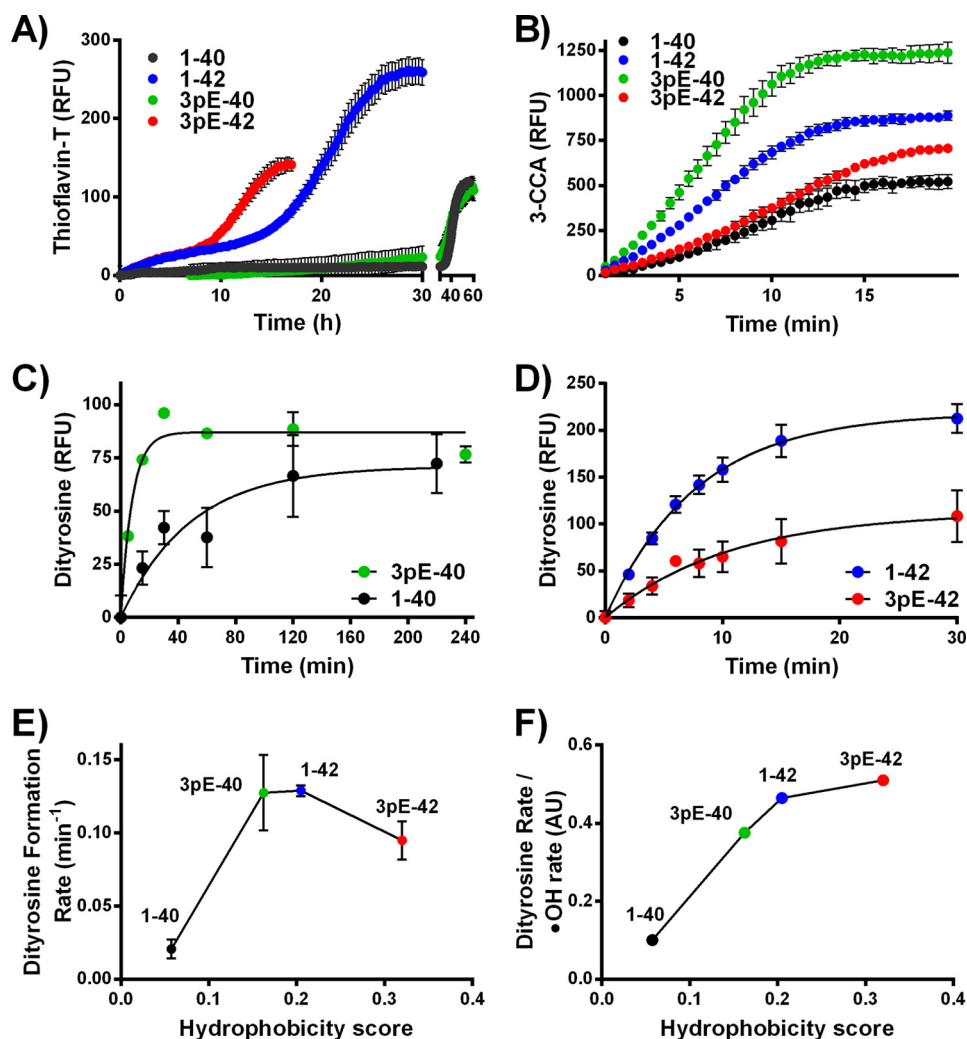 A)
Thioflavin-T (RFU)
300
200
100
0
1-40
1-42
3pE-40
3pE-42
0 10 20 30 40 60
Time (h)
B)
3-CCA (RFU)
1250
1000
750
500
250
0
1-40
1-42
3pE-40
3pE-42
5 10 15
Time (min)
C)
Dityrosine (RFU)
100
75
50
25
0
3pE-40
1-40
0 40 80 120 160 200 240
Time (min)
D)
Dityrosine (RFU)
250
200
150
100
50
0
1-42
3pE-42
0 10 20 30
Time (min)
E)
Dityrosine Formation
Rate (min-1)
0.15
0.10
0.05
0.00
1-40
3pE-40
1-42
3pE-42
0.0 0.1 0.2 0.3 0.4
Hydrophobicity score
F)
Dityrosine Rate /
●OH rate (AU)
0.6
0.4
0.2
0.0
1-40
3pE-40
1-42
3pE-42
0.0 0.1 0.2 0.3 0.4
Hydrophobicity score